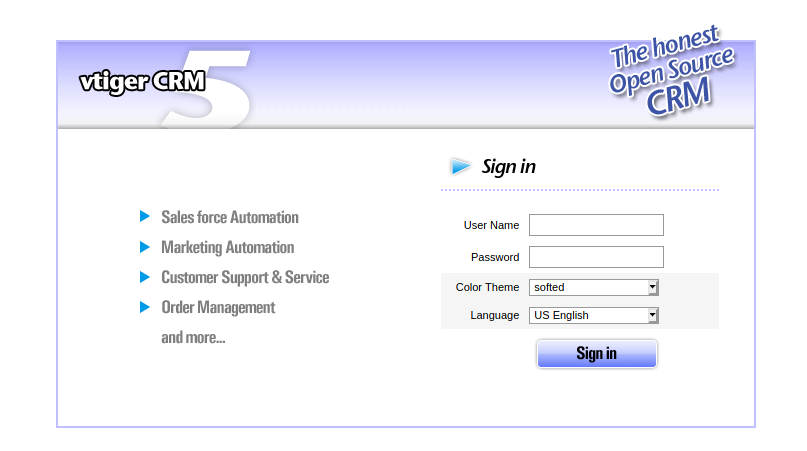 vtiger CRM 5
The honest
Open Source
CRM
Sign in
Sales force Automation
Marketing Automation
Customer Support & Service
Order Management
and more...
User Name
Password
Color Theme softed
Language US English
Sign in